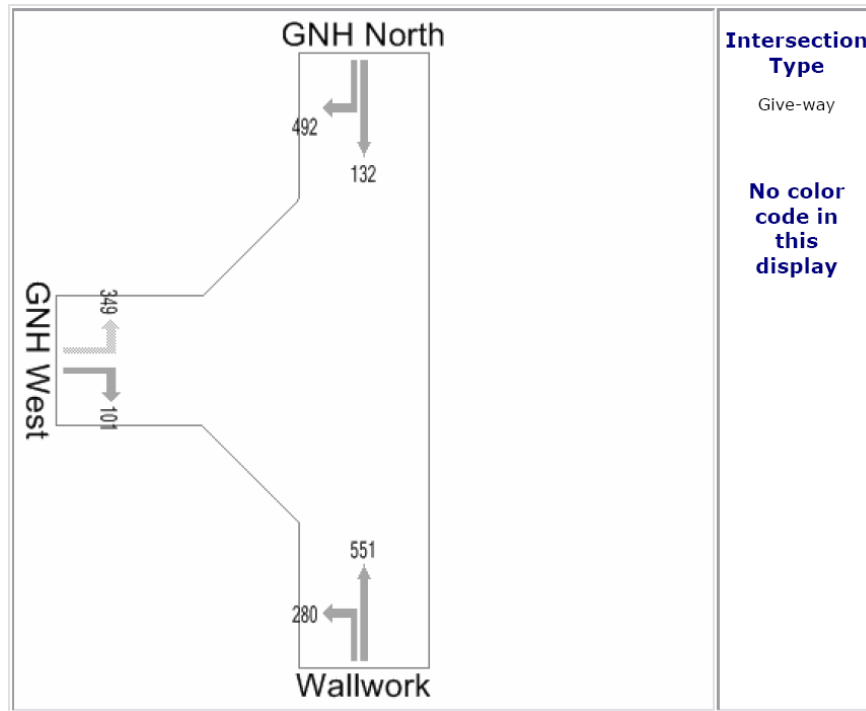 GNH North
492
132
GNH West
349
101
551
280
Wallwork
Intersection
Type
Give-way
No color
code in
this
display